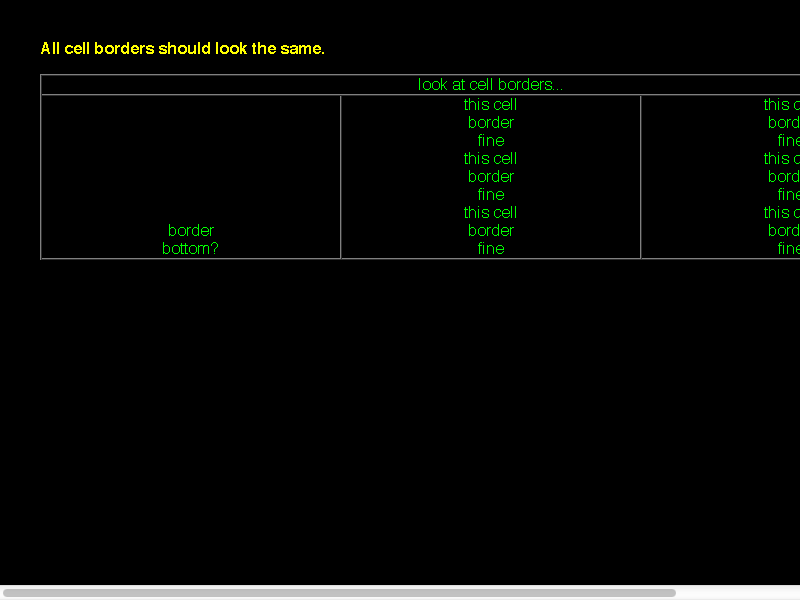 All cell borders should look the same.
look at cell borders...
border
bottom?
this cell
border
fine
this cell
border
fine
this cell
border
fine
this c
bord
fine
this c
bord
fine
this c
bord
fine